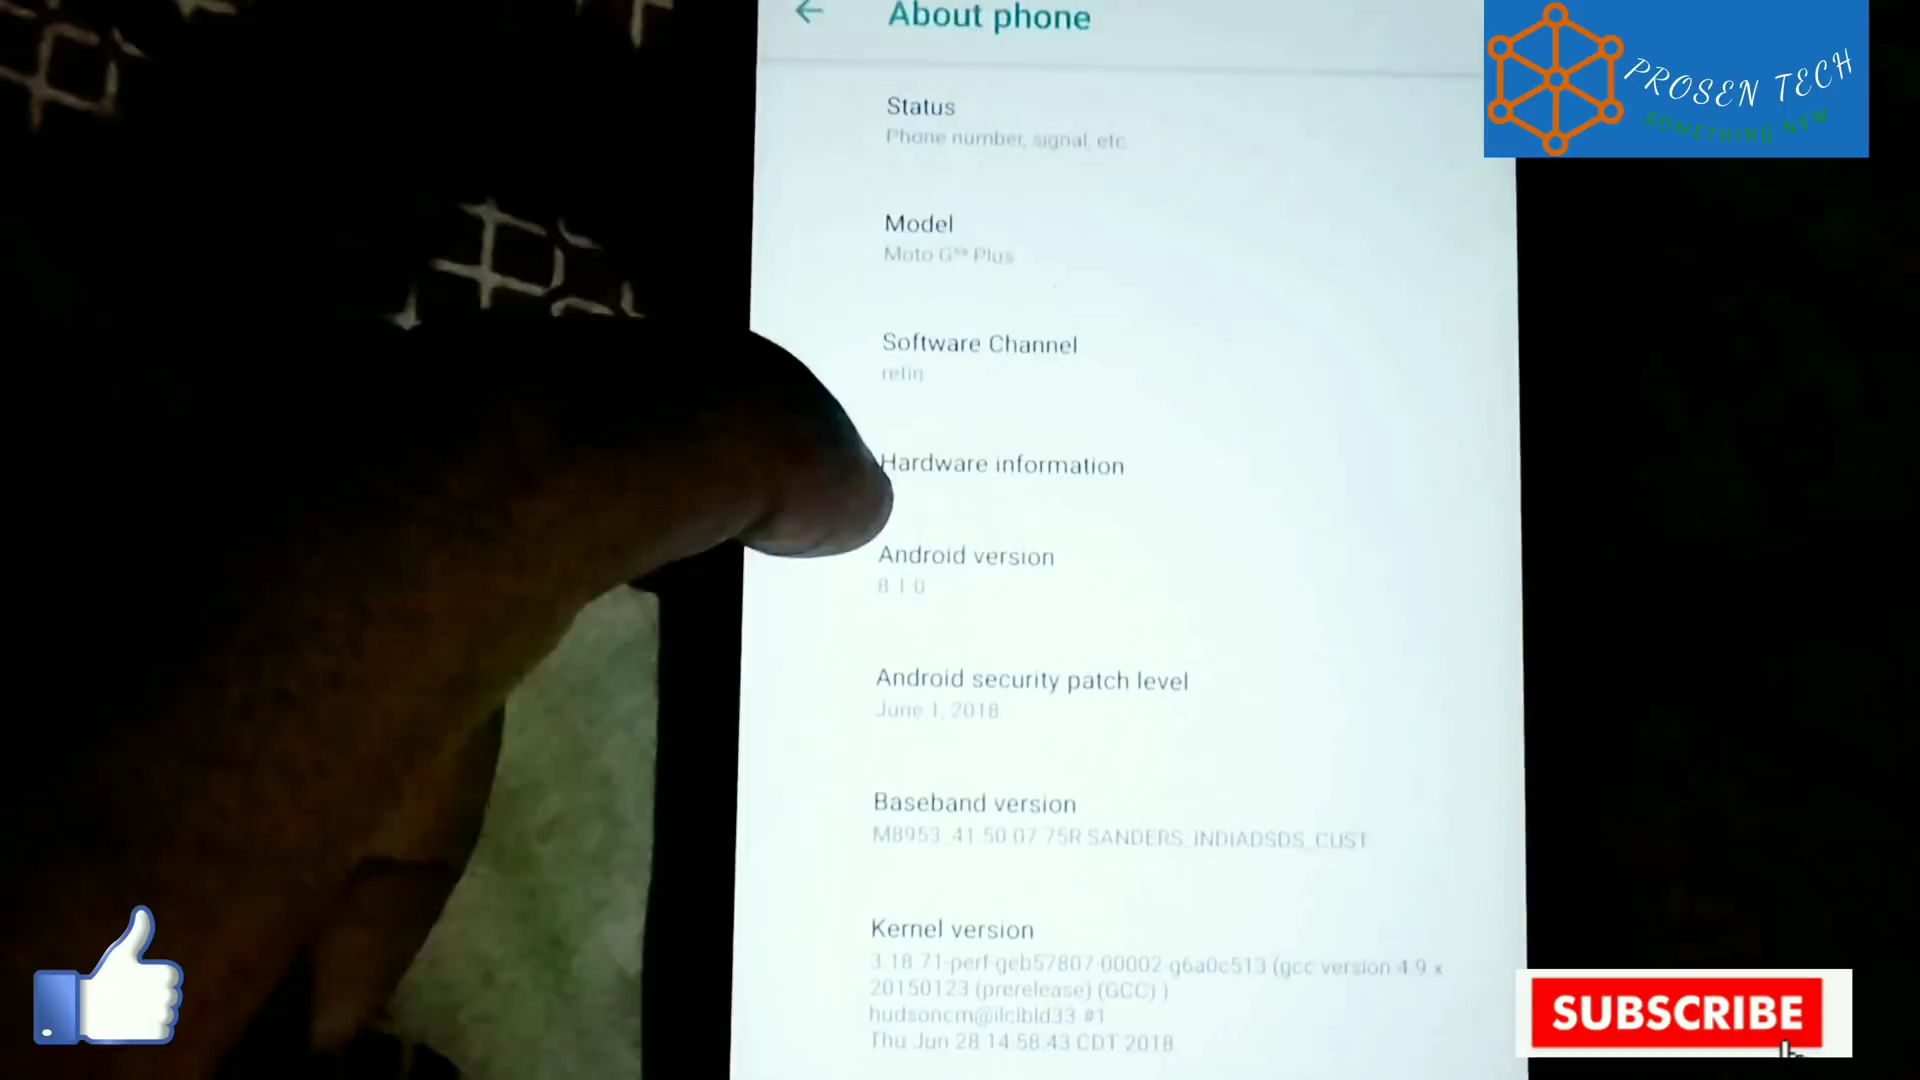 About phone
PROSEN TECH
SOMETHING NEW
Status
Phone number, signal, etc.
Model
Moto Gˢˢ Plus
Software Channel
retin
Hardware information
Android version
8.1.0
Android security patch level
June 1, 2018
Baseband version
M8953_41.50.07.75R SANDERS_INDIADSDS_CUST
Kernel version
3.18.71-perf-geb57807-00002-g6a0c513 (gcc version 4.9.x
20150123 (prerelease) (GCC) )
hudsoncm@ilclbld33 #1
Thu Jun 28 14:58:43 CDT 2018
SUBSCRIBE